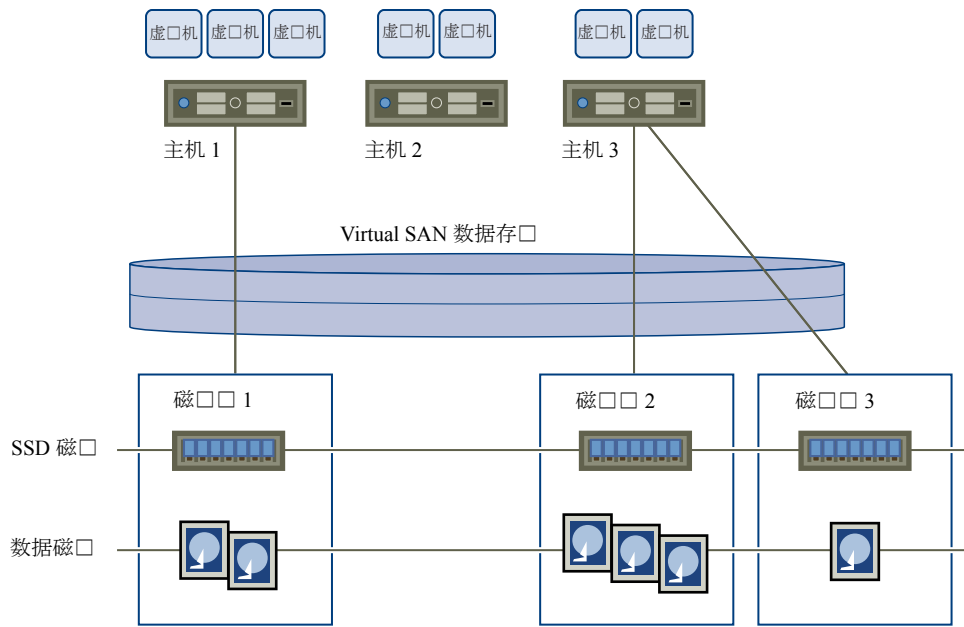 虚□机
虚□机
虚□机
虚□机
虚□机
虚□机
虚□机
主机 1
主机 2
主机 3
Virtual SAN 数据存□
磁□□ 1
磁□□ 2
磁□□ 3
SSD 磁□
数据磁□